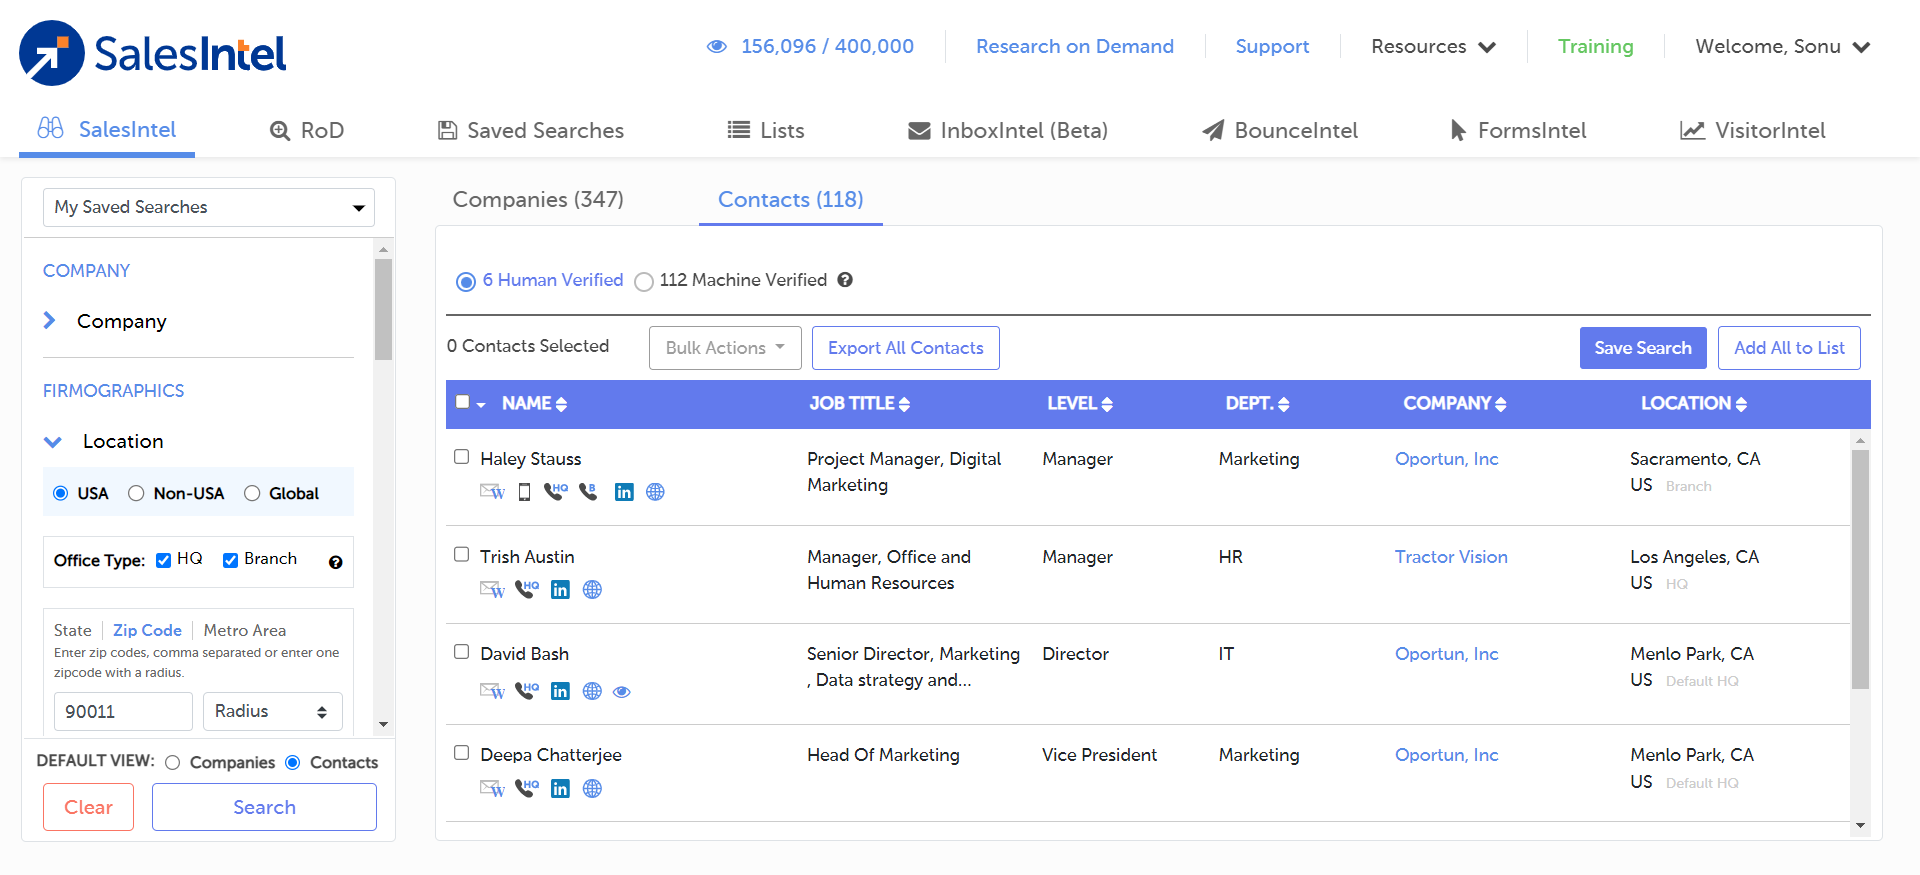 SalesIntel
156,096 / 400,000
Research on Demand
Support
Resources
Training
Welcome, Sonu
SalesIntel
RoD
Saved Searches
Lists
InboxIntel (Beta)
BounceIntel
FormsIntel
VisitorIntel
My Saved Searches
COMPANY
Company
FIRMOGRAPHICS
Location
USA Non-USA Global
Office Type: HQ Branch ?
State Zip Code Metro Area
Enter zip codes, comma separated or enter one
zipcode with a radius.
90011 Radius
DEFAULT VIEW: Companies Contacts
Clear Search
Companies (347) Contacts (118)
6 Human Verified 112 Machine Verified ?
0 Contacts Selected Bulk Actions Export All Contacts Save Search Add All to List
NAME JOB TITLE LEVEL DEPT. COMPANY LOCATION
Haley Stauss Project Manager, Digital Manager Marketing Oportun, Inc Sacramento, CA
W HQ B in Marketing US Branch
Trish Austin Manager, Office and Manager HR Tractor Vision Los Angeles, CA
W HQ in Human Resources US HQ
David Bash Senior Director, Marketing Director IT Oportun, Inc Menlo Park, CA
W HQ in , Data strategy and... US Default HQ
Deepa Chatterjee Head Of Marketing Vice President Marketing Oportun, Inc Menlo Park, CA
W HQ in US Default HQ